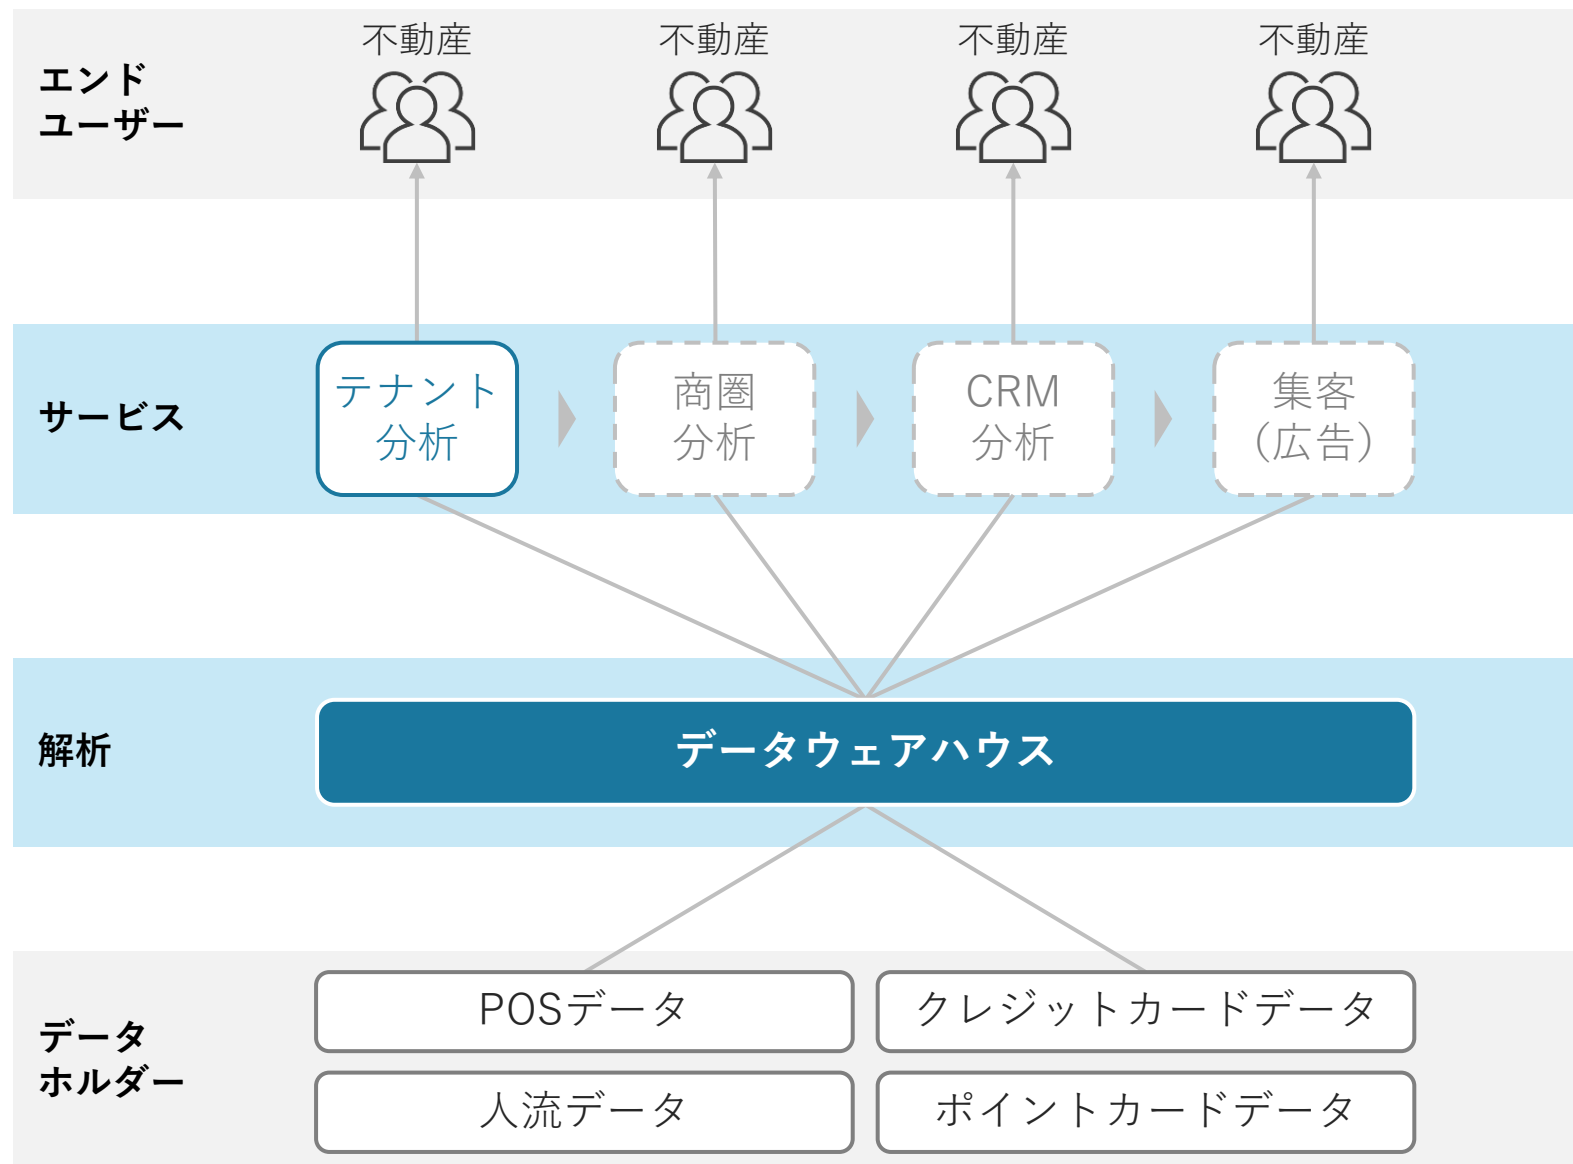 エンド
ユーザー
不動産
不動産
不動産
不動産
サービス
テナント
分析
商圏
分析
CRM
分析
集客
(広告)
解析
データウェアハウス
データ
ホルダー
POSデータ
クレジットカードデータ
人流データ
ポイントカードデータ